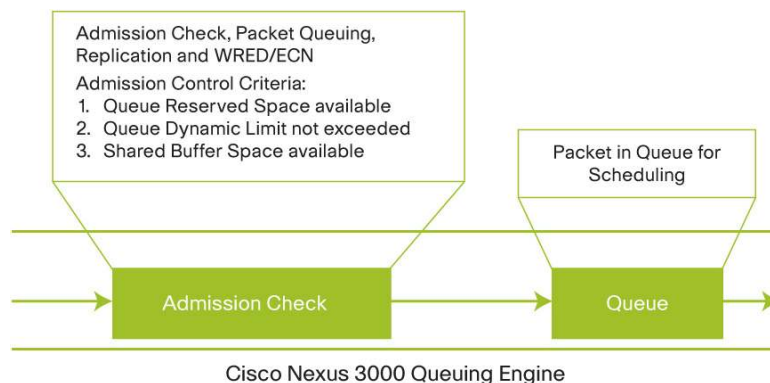 Admission Check, Packet Queuing,
Replication and WRED/ECN
Admission Control Criteria:
1. Queue Reserved Space available
2. Queue Dynamic Limit not exceeded
3. Shared Buffer Space available
Packet in Queue for
Scheduling
Admission Check
Queue
Cisco Nexus 3000 Queuing Engine